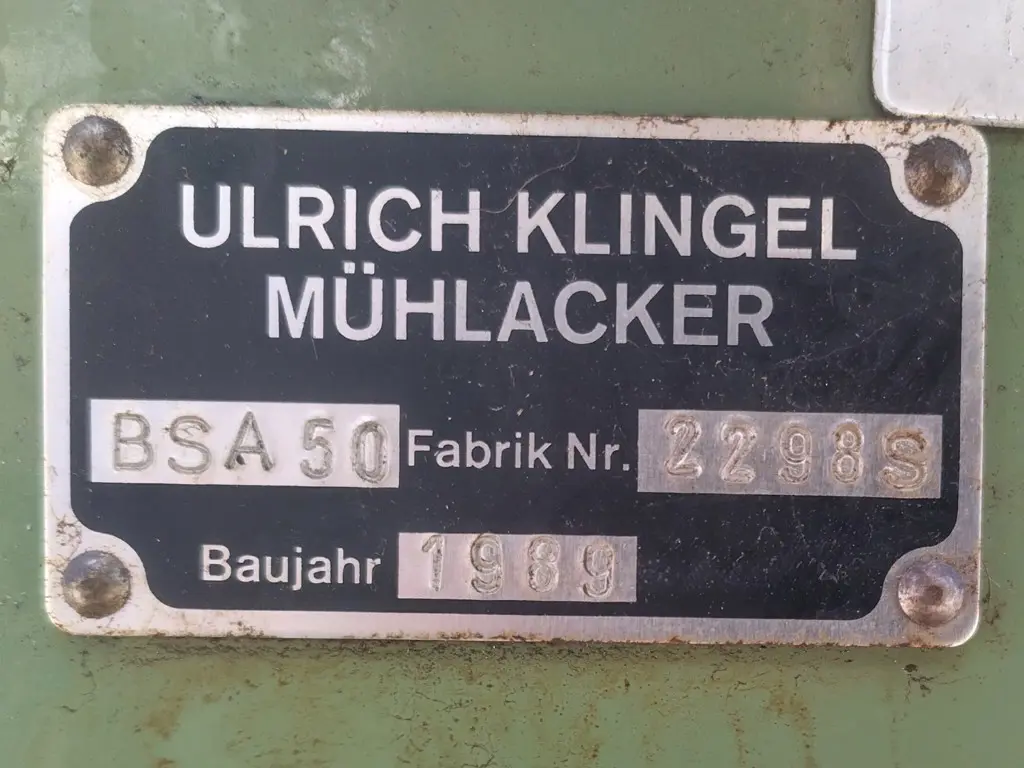 ULRICH KLINGEL
MÜHLACKER
BSA 50 Fabrik Nr. 2298S
Baujahr 1989